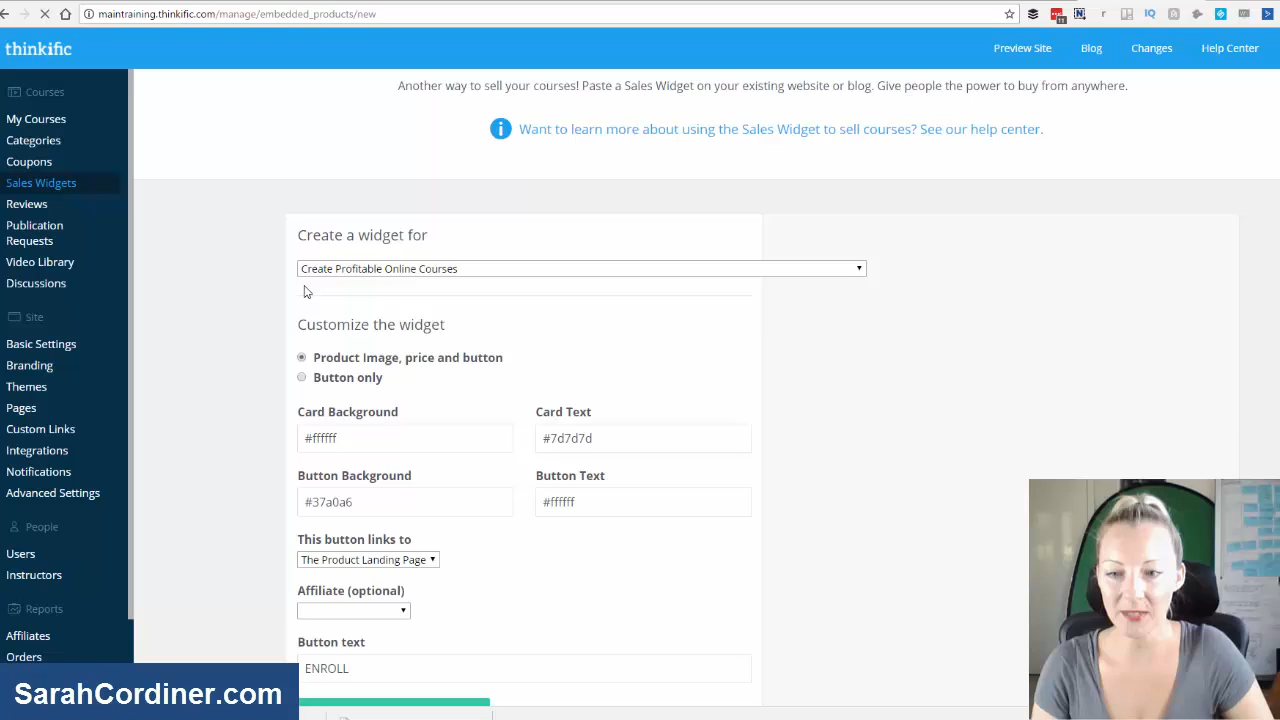 maintraining.thinkific.com/manage/embedded_products/new
thinkific
Preview Site
Blog
Changes
Help Center
Courses
My Courses
Categories
Coupons
Sales Widgets
Reviews
Publication
Requests
Video Library
Discussions
Site
Basic Settings
Branding
Themes
Pages
Custom Links
Integrations
Notifications
Advanced Settings
People
Users
Instructors
Reports
Affiliates
Orders
Another way to sell your courses! Paste a Sales Widget on your existing website or blog. Give people the power to buy from anywhere.
Want to learn more about using the Sales Widget to sell courses? See our help center.
Create a widget for
Create Profitable Online Courses
Customize the widget
Product Image, price and button
Button only
Card Background
Card Text
#ffffff
#7d7d7d
Button Background
Button Text
#37a0a6
#ffffff
This button links to
The Product Landing Page
Affiliate (optional)
Button text
ENROLL
SarahCordiner.com